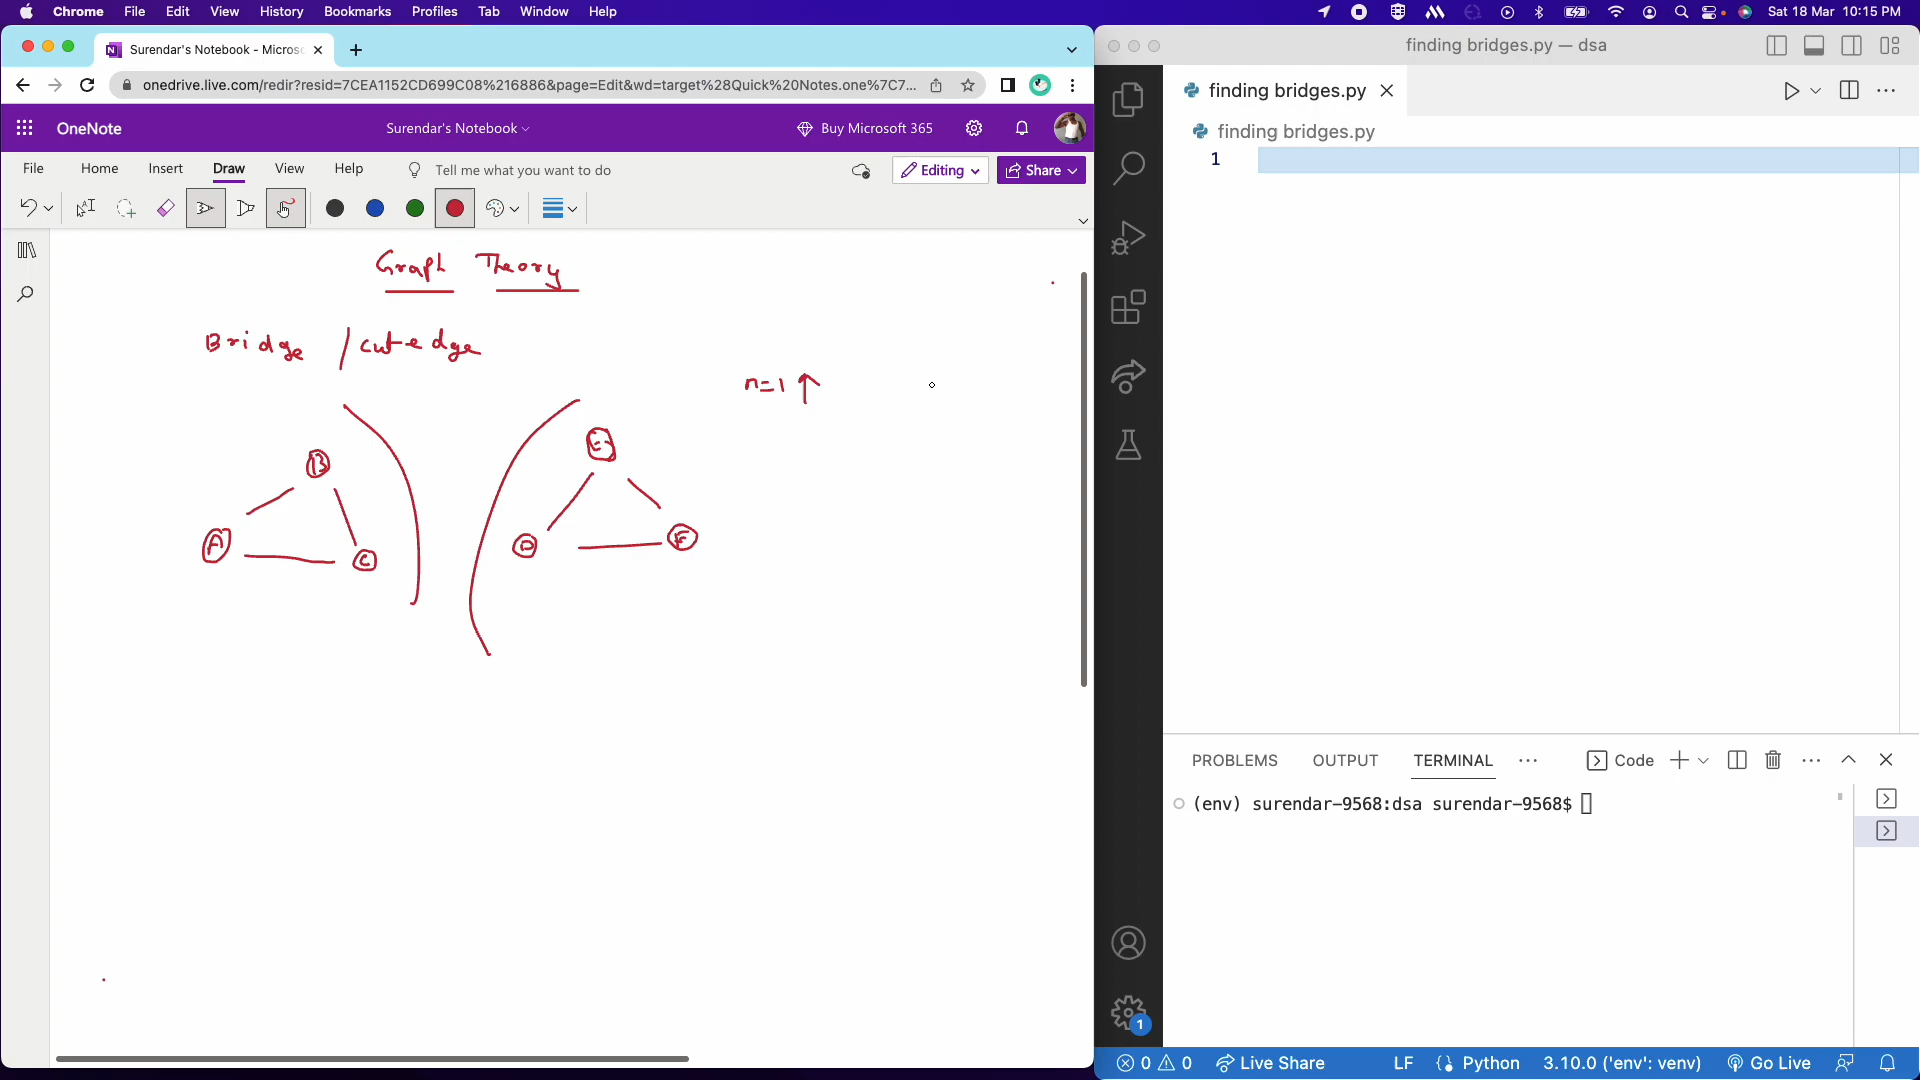 Chrome File Edit View History Bookmarks Profiles Tab Window Help Sat 18 Mar 10:15 PM
Surendar's Notebook - Micros
onedrive.live.com/redir?resid=7CEA1152CD699C08%216886&page=Edit&wd=target%28Quick%20Notes.one%7C7...
OneNote Surendar's Notebook Buy Microsoft 365
File Home Insert Draw View Help Tell me what you want to do Editing Share
Graph Theory
Bridge / cut edge
n=1 ↑
B
E
A
C
D
F
finding bridges.py — dsa
finding bridges.py
finding bridges.py
1
PROBLEMS OUTPUT TERMINAL ... Code
(env) surendar-9568:dsa surendar-9568$
1
0 0 Live Share LF Python 3.10.0 ('env': venv) Go Live